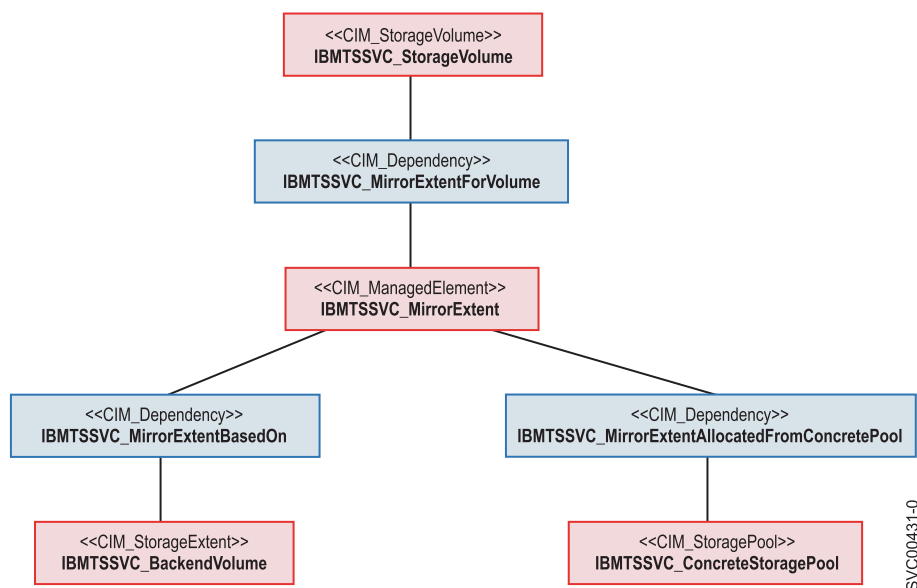 <<CIM_StorageVolume>>
IBMTSSVC_StorageVolume
<<CIM_Dependency>>
IBMTSSVC_MirrorExtentForVolume
<<CIM_ManagedElement>>
IBMTSSVC_MirrorExtent
<<CIM_Dependency>>
IBMTSSVC_MirrorExtentBasedOn
<<CIM_Dependency>>
IBMTSSVC_MirrorExtentAllocatedFromConcretePool
<<CIM_StorageExtent>>
IBMTSSVC_BackendVolume
<<CIM_StoragePool>>
IBMTSSVC_ConcreteStoragePool
SVC00431-0